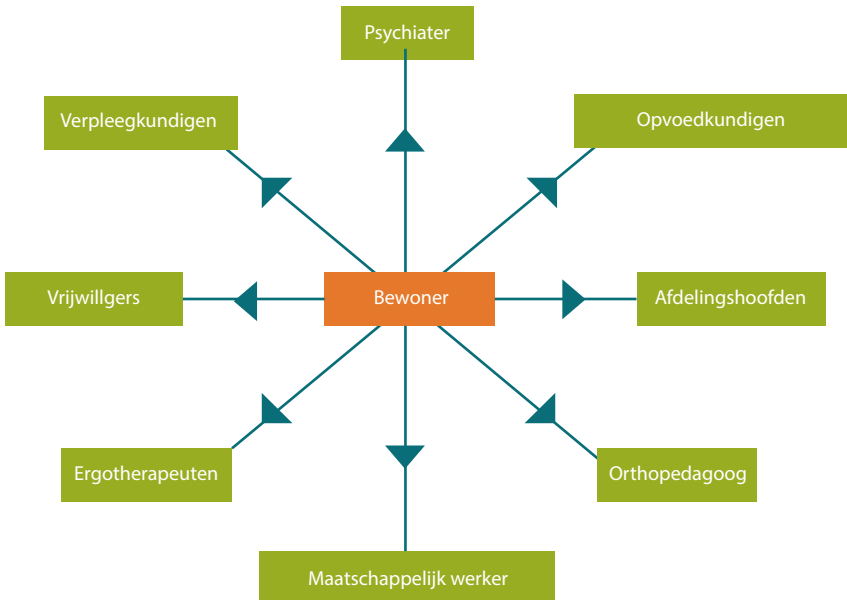 Psychiater
Verpleegkundigen
Opvoedkundigen
Vrijwillgers
Bewoner
Afdelingshoofden
Ergotherapeuten
Orthopedagoog
Maatschappelijk werker